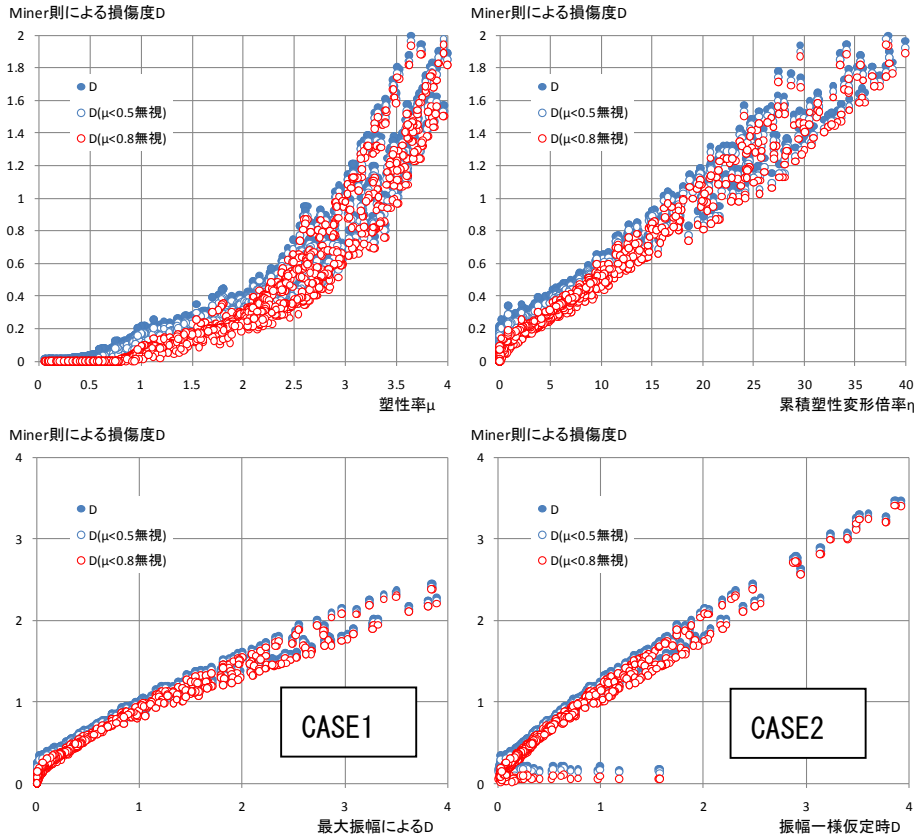 Miner則による損傷度D
2
1.8
1.6
1.4
1.2
1
0.8
0.6
0.4
0.2
0
D
D(μ<0.5無視)
D(μ<0.8無視)
0 0.5 1 1.5 2 2.5 3 3.5 4
塑性率μ
Miner則による損傷度D
2
1.8
1.6
1.4
1.2
1
0.8
0.6
0.4
0.2
0
D
D(μ<0.5無視)
D(μ<0.8無視)
0 5 10 15 20 25 30 35 40
累積塑性変形倍率η
Miner則による損傷度D
4
3
2
1
0
D
D(μ<0.5無視)
D(μ<0.8無視)
CASE1
0 1 2 3 4
最大振幅によるD
Miner則による損傷度D
4
3
2
1
0
D
D(μ<0.5無視)
D(μ<0.8無視)
CASE2
0 1 2 3 4
振幅一様仮定時D